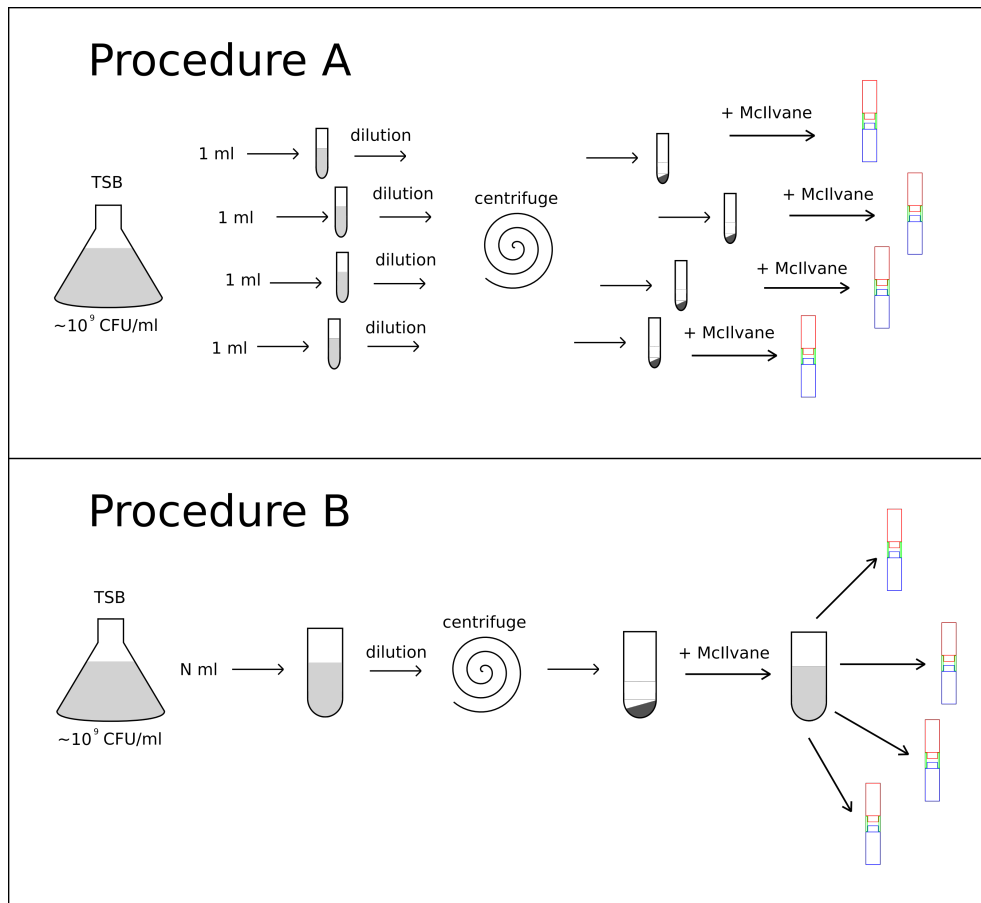 Procedure A
TSB
~10⁹ CFU/ml
1 ml
dilution
1 ml
dilution
1 ml
dilution
1 ml
dilution
centrifuge
+ McIlvane
+ McIlvane
+ McIlvane
+ McIlvane
Procedure B
TSB
~10⁹ CFU/ml
N ml
dilution
centrifuge
+ McIlvane